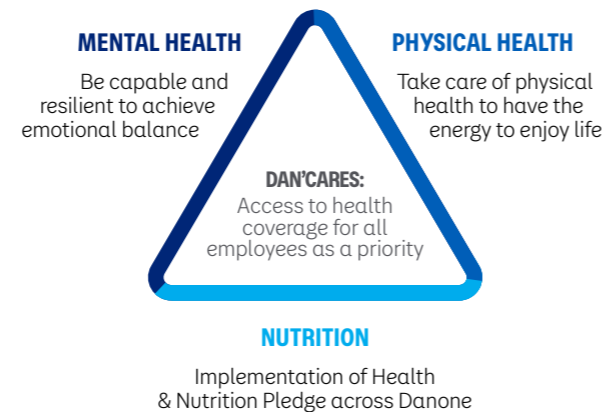 MENTAL HEALTH
Be capable and
resilient to achieve
emotional balance
PHYSICAL HEALTH
Take care of physical
health to have the
energy to enjoy life
DAN'CARES:
Access to health
coverage for all
employees as a priority
NUTRITION
Implementation of Health
& Nutrition Pledge across Danone